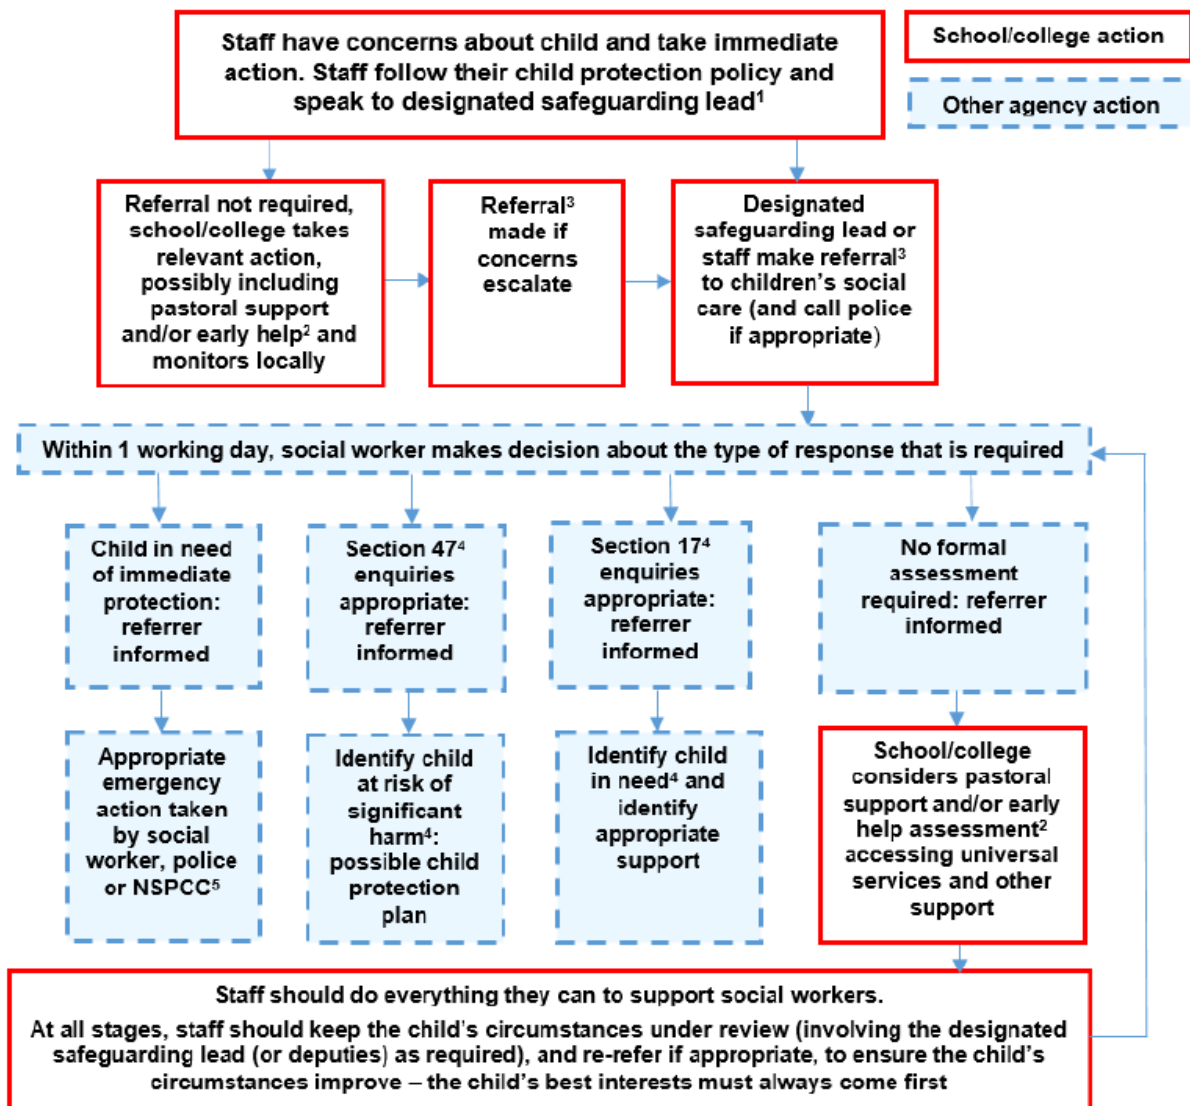 Staff have concerns about child and take immediate
action. Staff follow their child protection policy and
speak to designated safeguarding lead¹
School/college action
Other agency action
Referral not required,
school/college takes
relevant action,
possibly including
pastoral support
and/or early help² and
monitors locally
Referral³
made if
concerns
escalate
Designated
safeguarding lead or
staff make referral³
to children's social
care (and call police
if appropriate)
Within 1 working day, social worker makes decision about the type of response that is required
Child in need
of immediate
protection:
referrer
informed
Section 47⁴
enquiries
appropriate:
referrer
informed
Section 17⁴
enquiries
appropriate:
referrer
informed
No formal
assessment
required: referrer
informed
Appropriate
emergency
action taken
by social
worker, police
or NSPCC⁵
Identify child
at risk of
significant
harm⁴:
possible child
protection
plan
Identify child
in need⁴ and
identify
appropriate
support
School/college
considers pastoral
support and/or early
help assessment²
accessing universal
services and other
support
Staff should do everything they can to support social workers.
At all stages, staff should keep the child's circumstances under review (involving the designated
safeguarding lead (or deputies) as required), and re-refer if appropriate, to ensure the child's
circumstances improve – the child's best interests must always come first